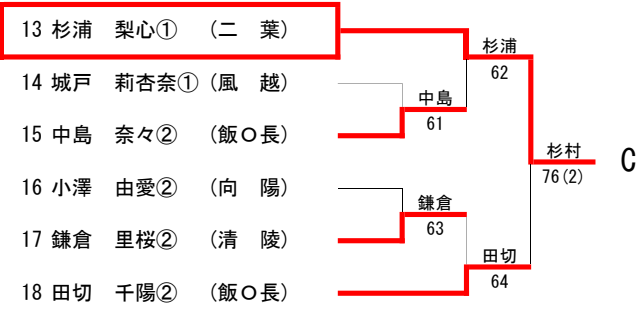 13 杉浦 梨心① (二 葉)
14 城戸 莉杏奈① (風 越)
15 中島 奈々② (飯O長)
16 小澤 由愛② (向 陽)
17 鎌倉 里桜② (清 陵)
18 田切 千陽② (飯O長)
杉浦
62
中島
61
杉村
76(2)
C
鎌倉
63
田切
64